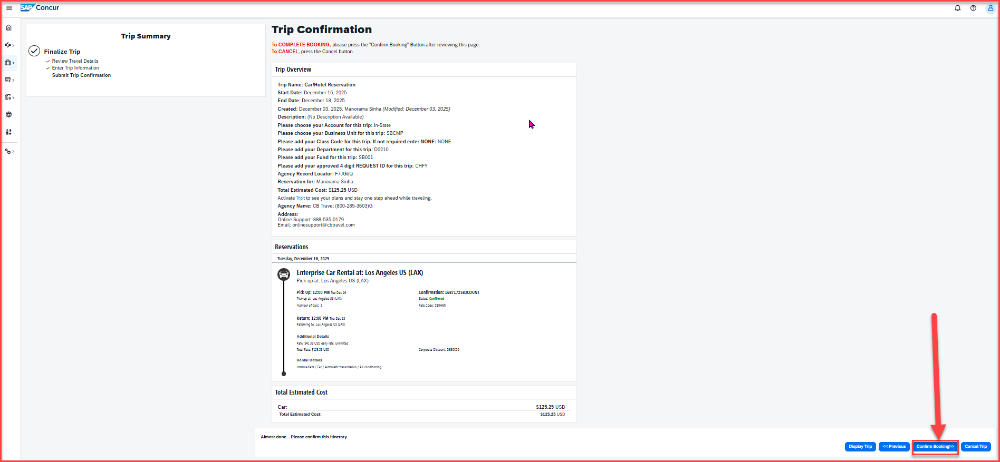 SAP Concur
Trip Summary
Finalize Trip
Review Travel Details
Enter Trip Information
Submit Trip Confirmation
Trip Confirmation
To COMPLETE BOOKING, please press the "Confirm Booking" Button after reviewing this page.
To CANCEL, press the Cancel button.
Trip Overview
Trip Name: Car/Hotel Reservation
Start Date: December 16, 2025
End Date: December 18, 2025
Created: December 03, 2025, Manorama Sinha (Modified: December 03, 2025)
Description: (No Description Available)
Please choose your Account for this trip: In-State
Please choose your Business Unit for this trip: SBCMP
Please add your Class Code for this trip. If not required enter NONE: NONE
Please add your Department for this trip: D0210
Please add your Fund for this trip: SB001
Please add your approved 4 digit REQUEST ID for this trip: CHFY
Agency Record Locator: F7JG6Q
Reservation for: Manorama Sinha
Total Estimated Cost: $125.25 USD
Activate TripIt to see your plans and stay one step ahead while traveling.
Agency Name: CB Travel (800-285-3603)G
Address:
Online Support: 888-535-0179
Email: onlinesupport@cbtravel.com
Reservations
Tuesday, December 16, 2025
Enterprise Car Rental at: Los Angeles US (LAX)
Pick-up at: Los Angeles US (LAX)
Pick Up: 12:00 PM Tue Dec 16
Confirmation: 1687172583COUNT
Pick-up at: Los Angeles US (LAX)
Status: Confirmed
Number of Cars: 1
Rate Code: Z39HEN
Return: 12:00 PM Thu Dec 18
Returning to: Los Angeles US (LAX)
Additional Details
Rate: $41.33 USD daily rate, unlimited
Total Rate: $125.25 USD
Corporate Discount: DB30K10
Rental Details
Intermediate / Car / Automatic transmission / Air conditioning
Total Estimated Cost
Car: $125.25 USD
Total Estimated Cost: $125.25 USD
Almost done... Please confirm this itinerary.
Display Trip
<< Previous
Confirm Booking>>
Cancel Trip